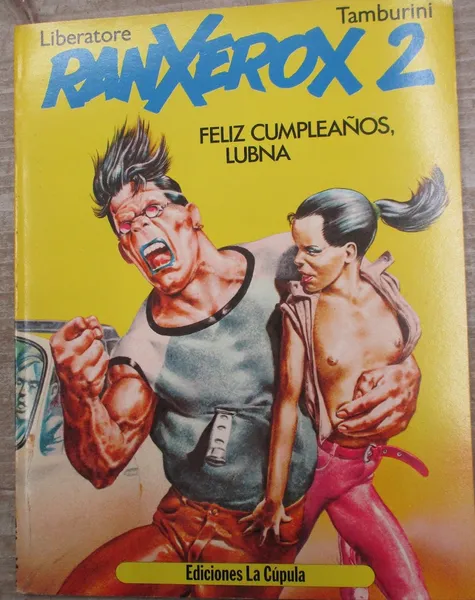 Liberatore
Tamburini
RANXEROX 2
FELIZ CUMPLEAÑOS,
LUBNA
Ediciones La Cúpula